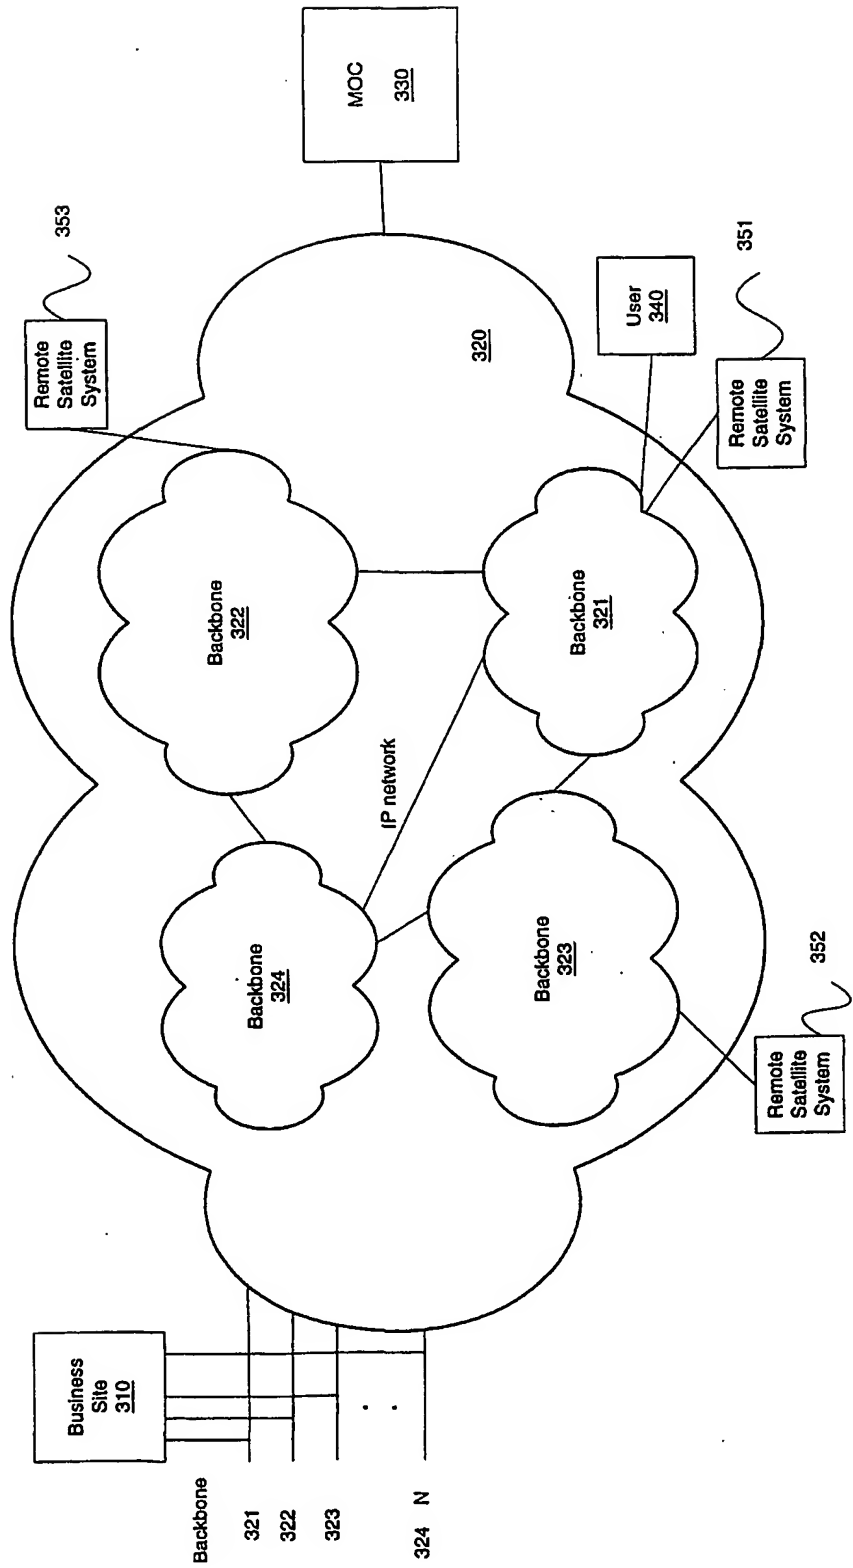 Business
Site
310
Backbone
321
322
323
324 N
Backbone
324
Backbone
322
Backbone
323
Backbone
321
IP network
320
Remote
Satellite
System
353
MOC
330
User
340
Remote
Satellite
System
351
Remote
Satellite
System
352